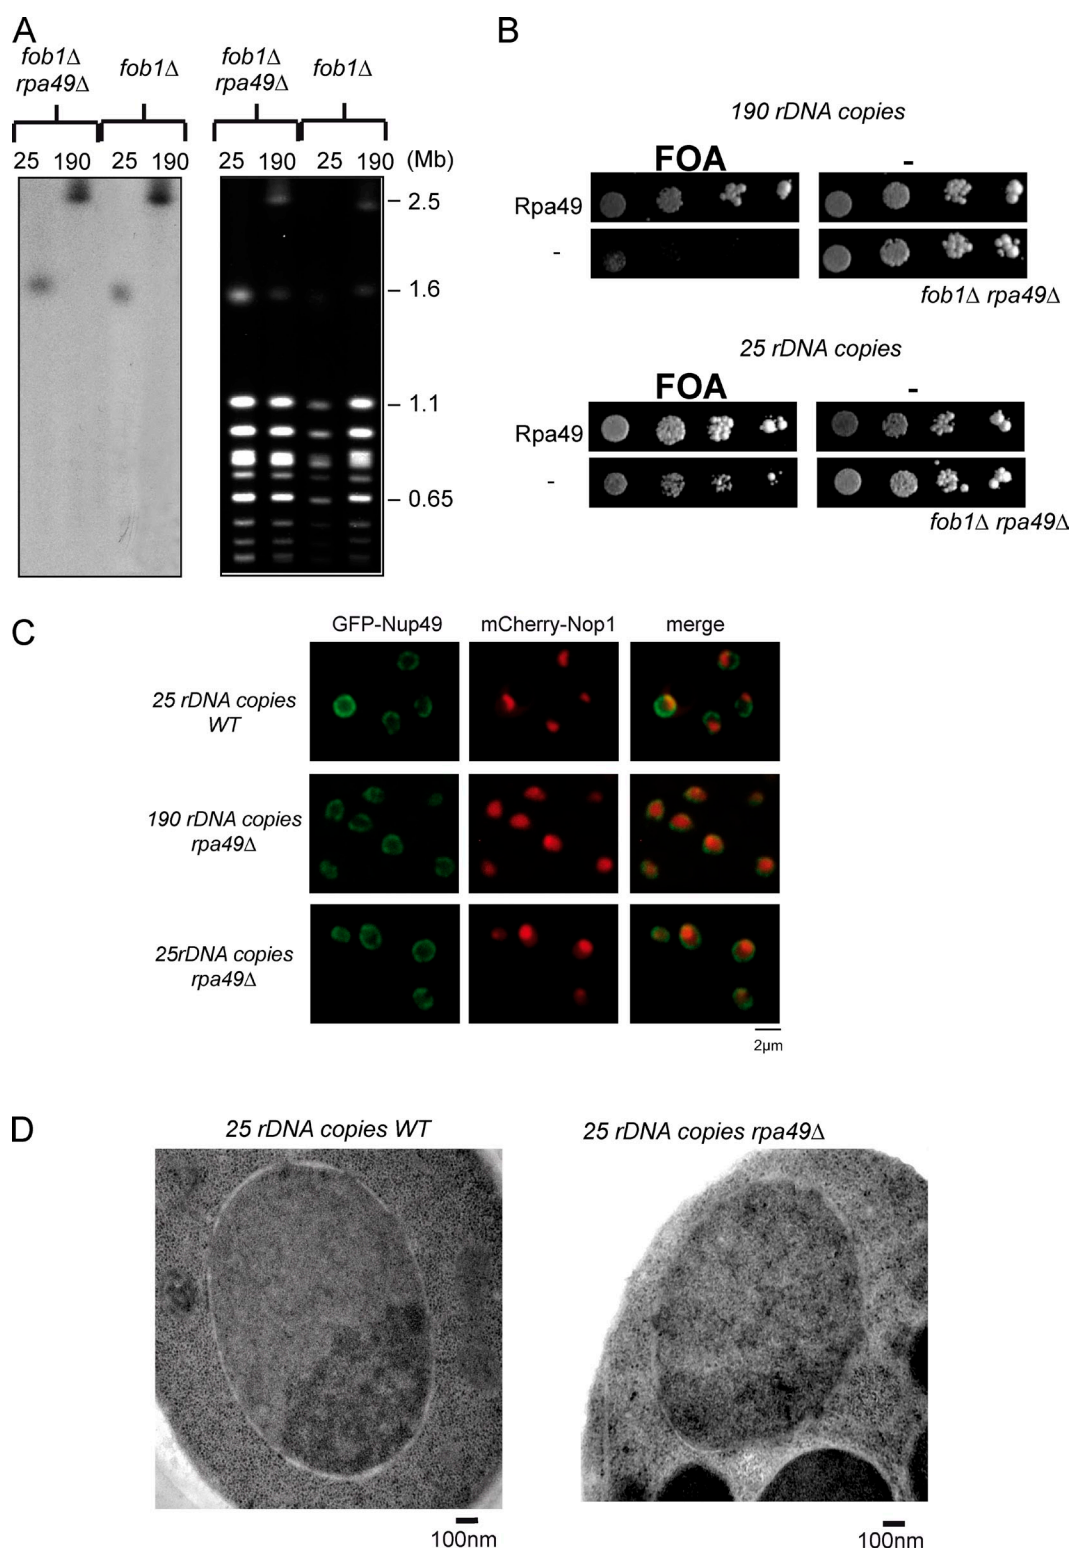 A
fob1Δ
rpa49Δ
fob1Δ
fob1Δ
rpa49Δ
fob1Δ
25 190 25 190
25 190 25 190 (Mb)
2.5
1.6
1.1
0.65
B
190 rDNA copies
FOA -
Rpa49
-
fob1Δ rpa49Δ
25 rDNA copies
FOA -
Rpa49
-
fob1Δ rpa49Δ
C
GFP-Nup49 mCherry-Nop1 merge
25 rDNA copies
WT
190 rDNA copies
rpa49Δ
25rDNA copies
rpa49Δ
2μm
D
25 rDNA copies WT
25 rDNA copies rpa49Δ
100nm
100nm